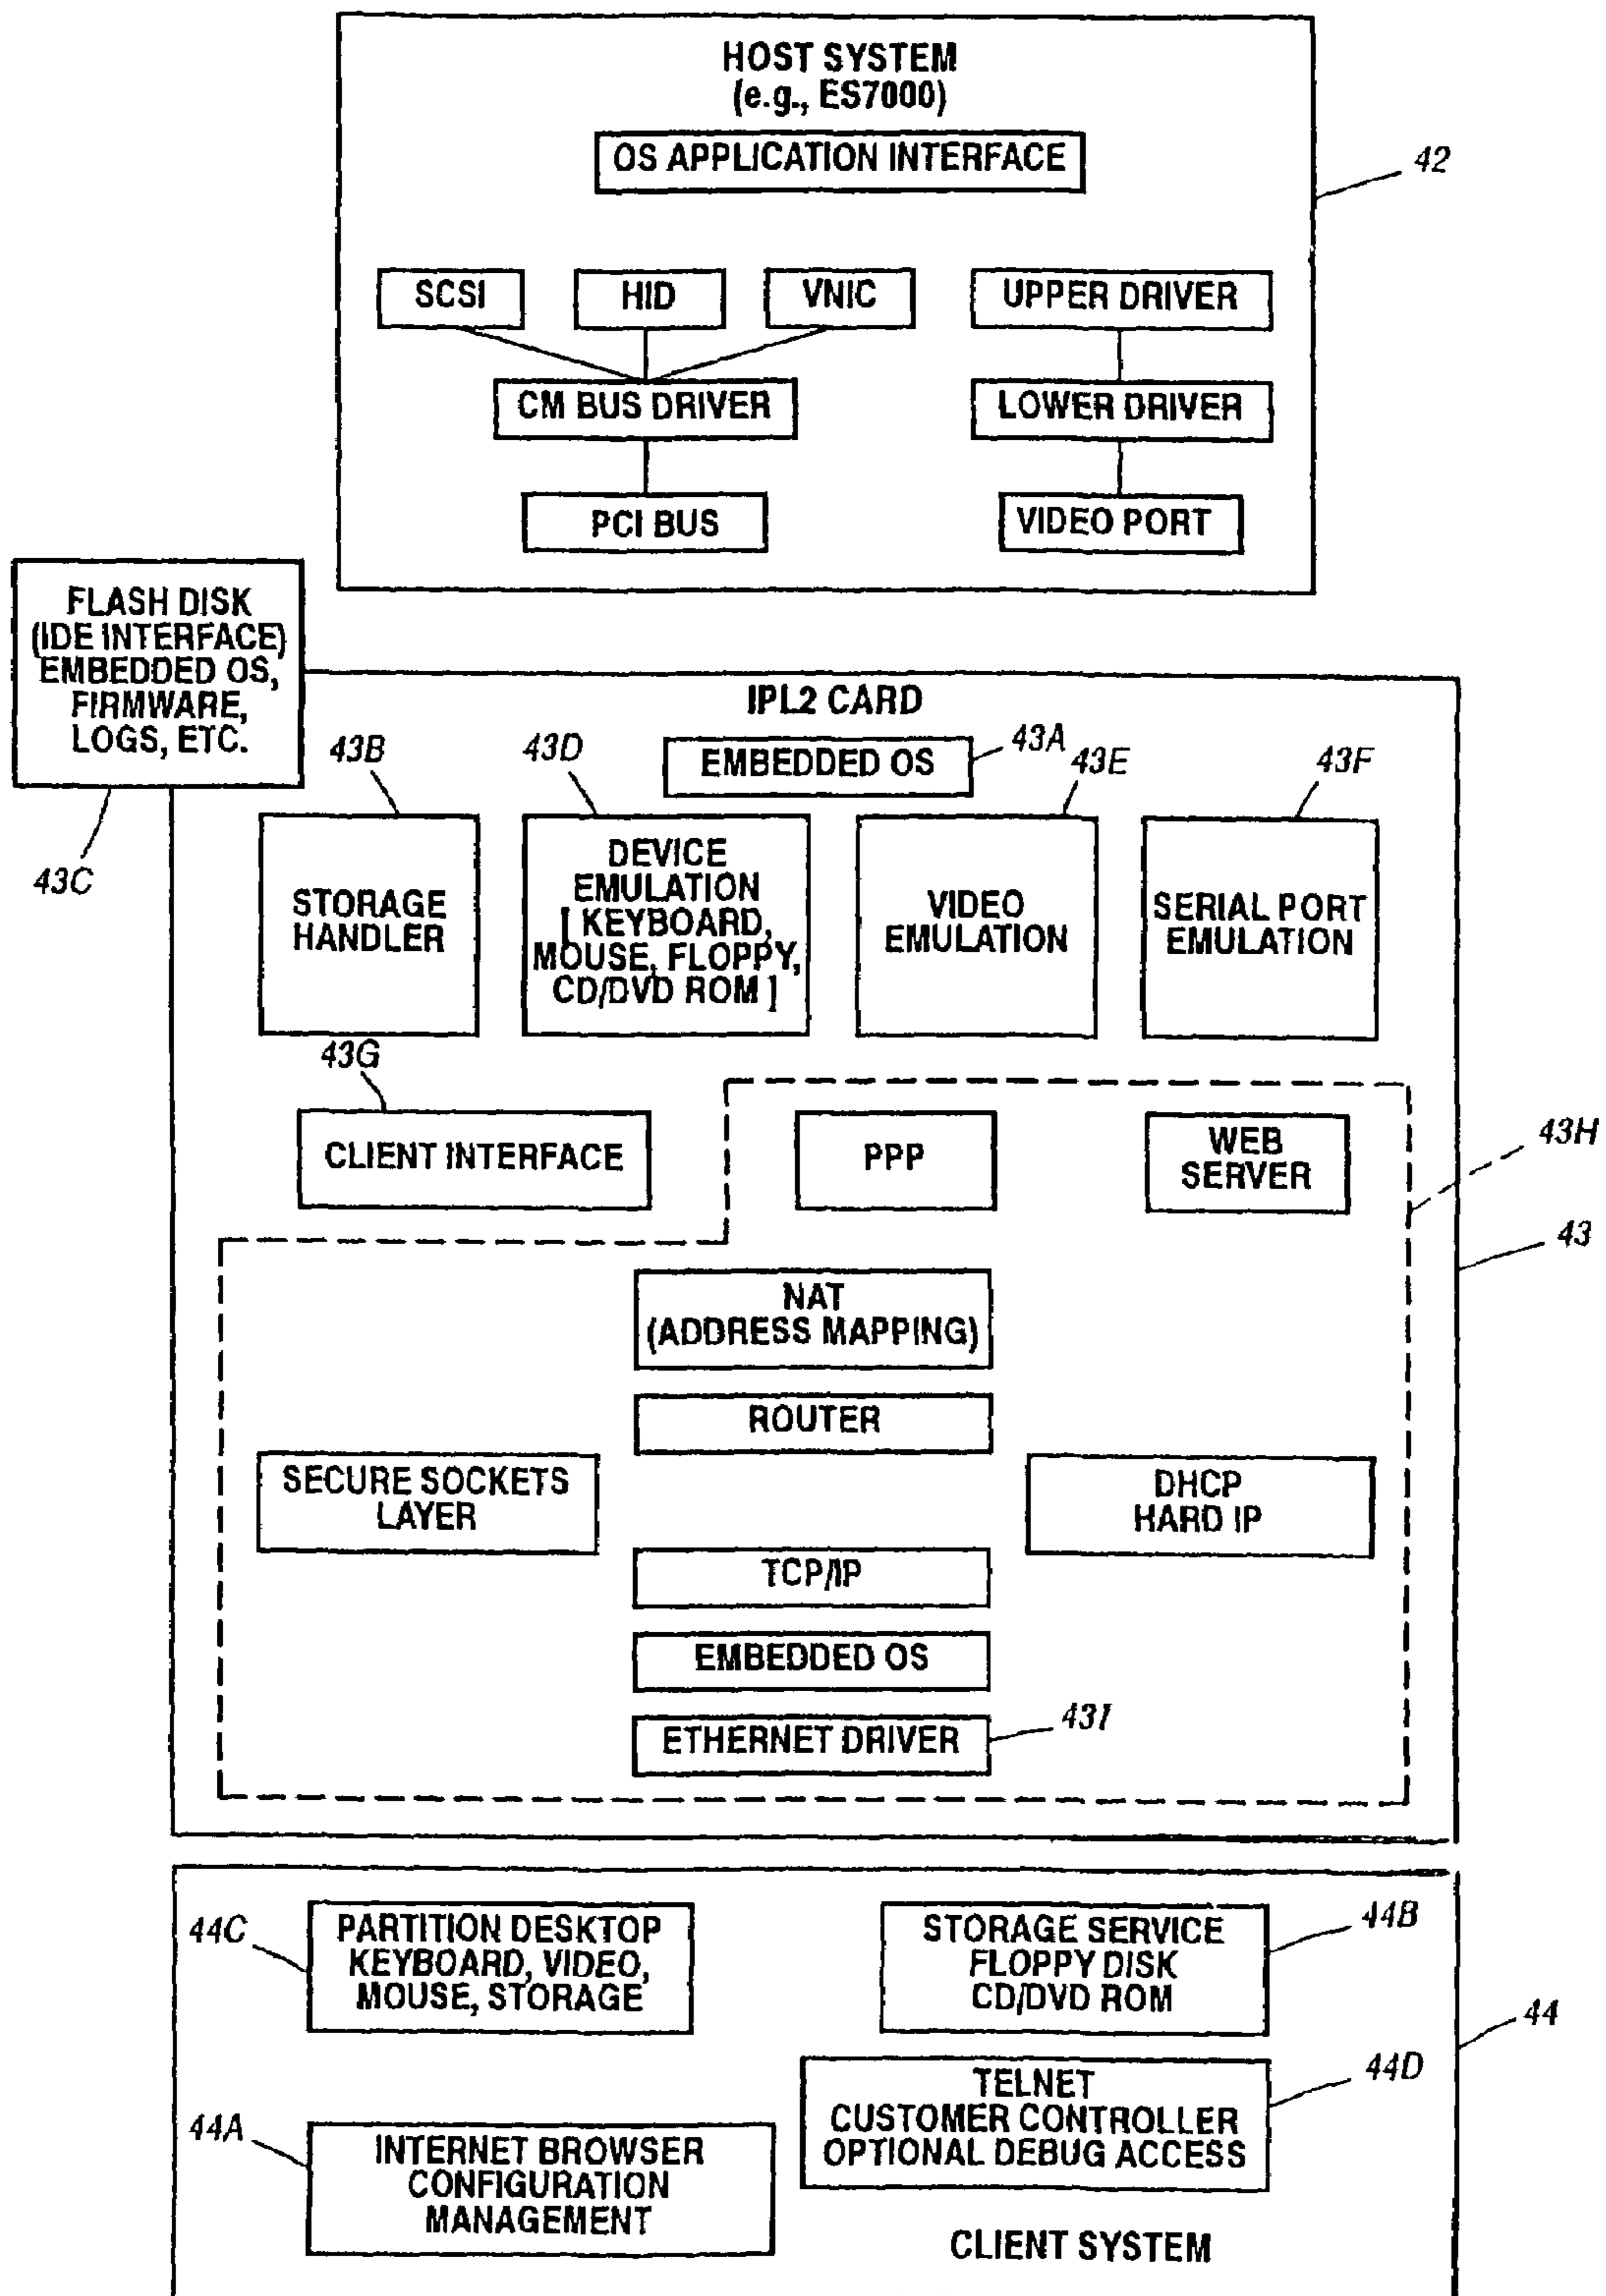 HOST SYSTEM
(e.g., ES7000)
OS APPLICATION INTERFACE
42
SCSI
HID
VNIC
UPPER DRIVER
CM BUS DRIVER
LOWER DRIVER
PCI BUS
VIDEO PORT
FLASH DISK
(IDE INTERFACE)
EMBEDDED OS,
FIRMWARE,
LOGS, ETC.
43C
IPL2 CARD
EMBEDDED OS
43A
43B
43D
43E
43F
STORAGE
HANDLER
DEVICE
EMULATION
[ KEYBOARD,
MOUSE, FLOPPY,
CD/DVD ROM ]
VIDEO
EMULATION
SERIAL PORT
EMULATION
43G
CLIENT INTERFACE
PPP
WEB
SERVER
43H
43
NAT
(ADDRESS MAPPING)
ROUTER
SECURE SOCKETS
LAYER
DHCP
HARD IP
TCP/IP
EMBEDDED OS
ETHERNET DRIVER
43I
44C
PARTITION DESKTOP
KEYBOARD, VIDEO,
MOUSE, STORAGE
STORAGE SERVICE
FLOPPY DISK
CD/DVD ROM
44B
44
44A
INTERNET BROWSER
CONFIGURATION
MANAGEMENT
TELNET
CUSTOMER CONTROLLER
OPTIONAL DEBUG ACCESS
44D
CLIENT SYSTEM